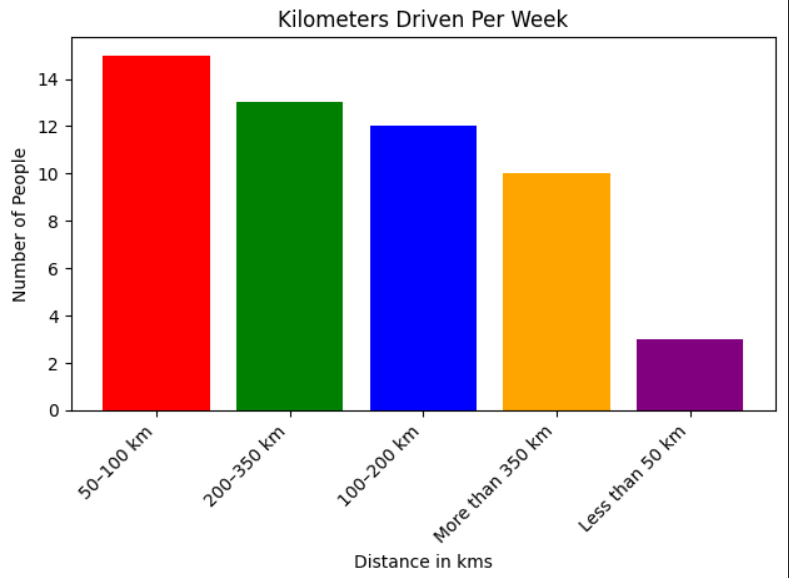 Kilometers Driven Per Week
Number of People
14
12
10
8
6
4
2
0
50–100 km
200–350 km
100–200 km
More than 350 km
Less than 50 km
Distance in kms